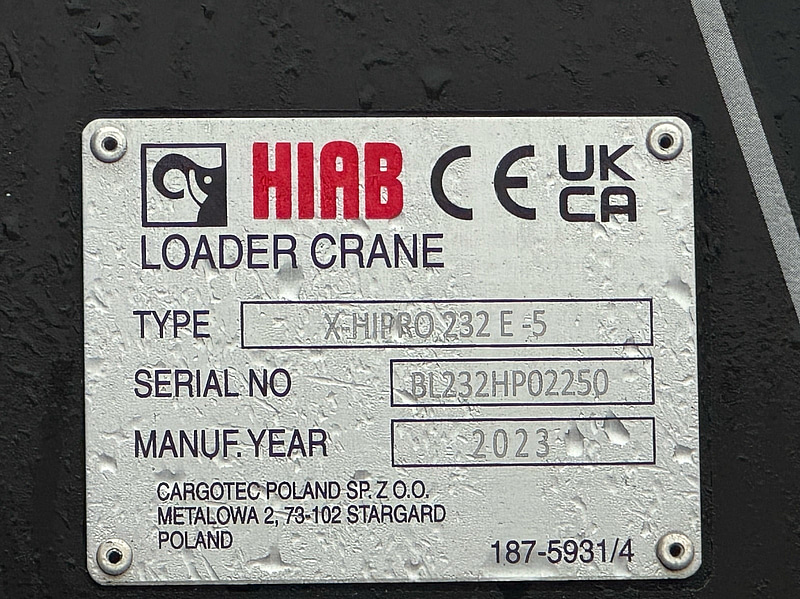 HIAB CE UK CA
LOADER CRANE
TYPE X-HIPRO 232 E -5
SERIAL NO BL232HP02250
MANUF. YEAR 2023
CARGOTEC POLAND SP. Z O.O.
METALOWA 2, 73-102 STARGARD
POLAND
187-5931/4